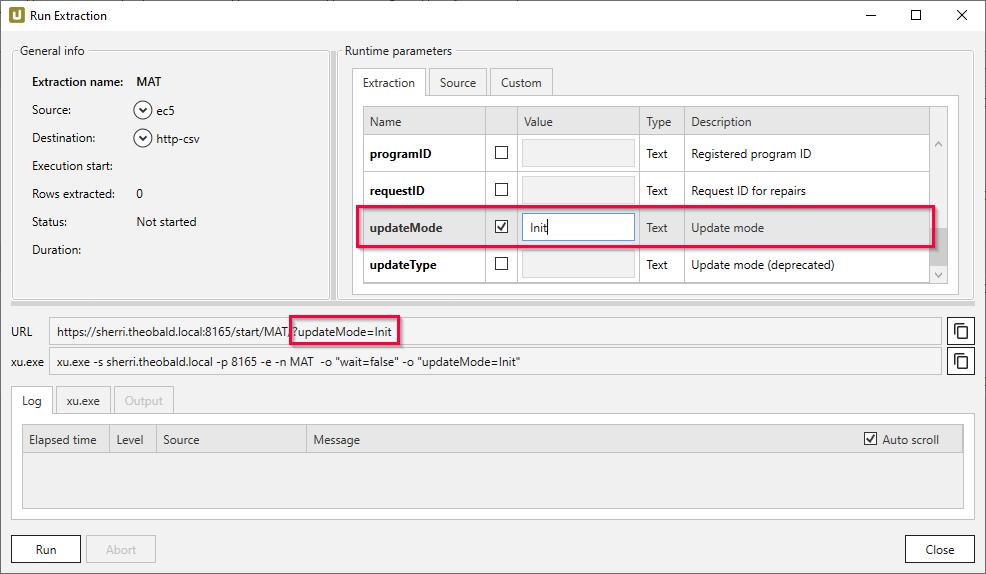 Run Extraction
General info
Extraction name: MAT
Source: ec5
Destination: http-csv
Execution start:
Rows extracted: 0
Status: Not started
Duration:
Runtime parameters
Extraction Source Custom
Name Value Type Description
programID Text Registered program ID
requestID Text Request ID for repairs
updateMode Init Text Update mode
updateType Text Update mode (deprecated)
URL https://sherri.theobald.local:8165/start/MAT/?updateMode=Init
xu.exe xu.exe -s sherri.theobald.local -p 8165 -e -n MAT -o "wait=false" -o "updateMode=Init"
Log xu.exe Output
Elapsed time Level Source Message Auto scroll
Run Abort Close